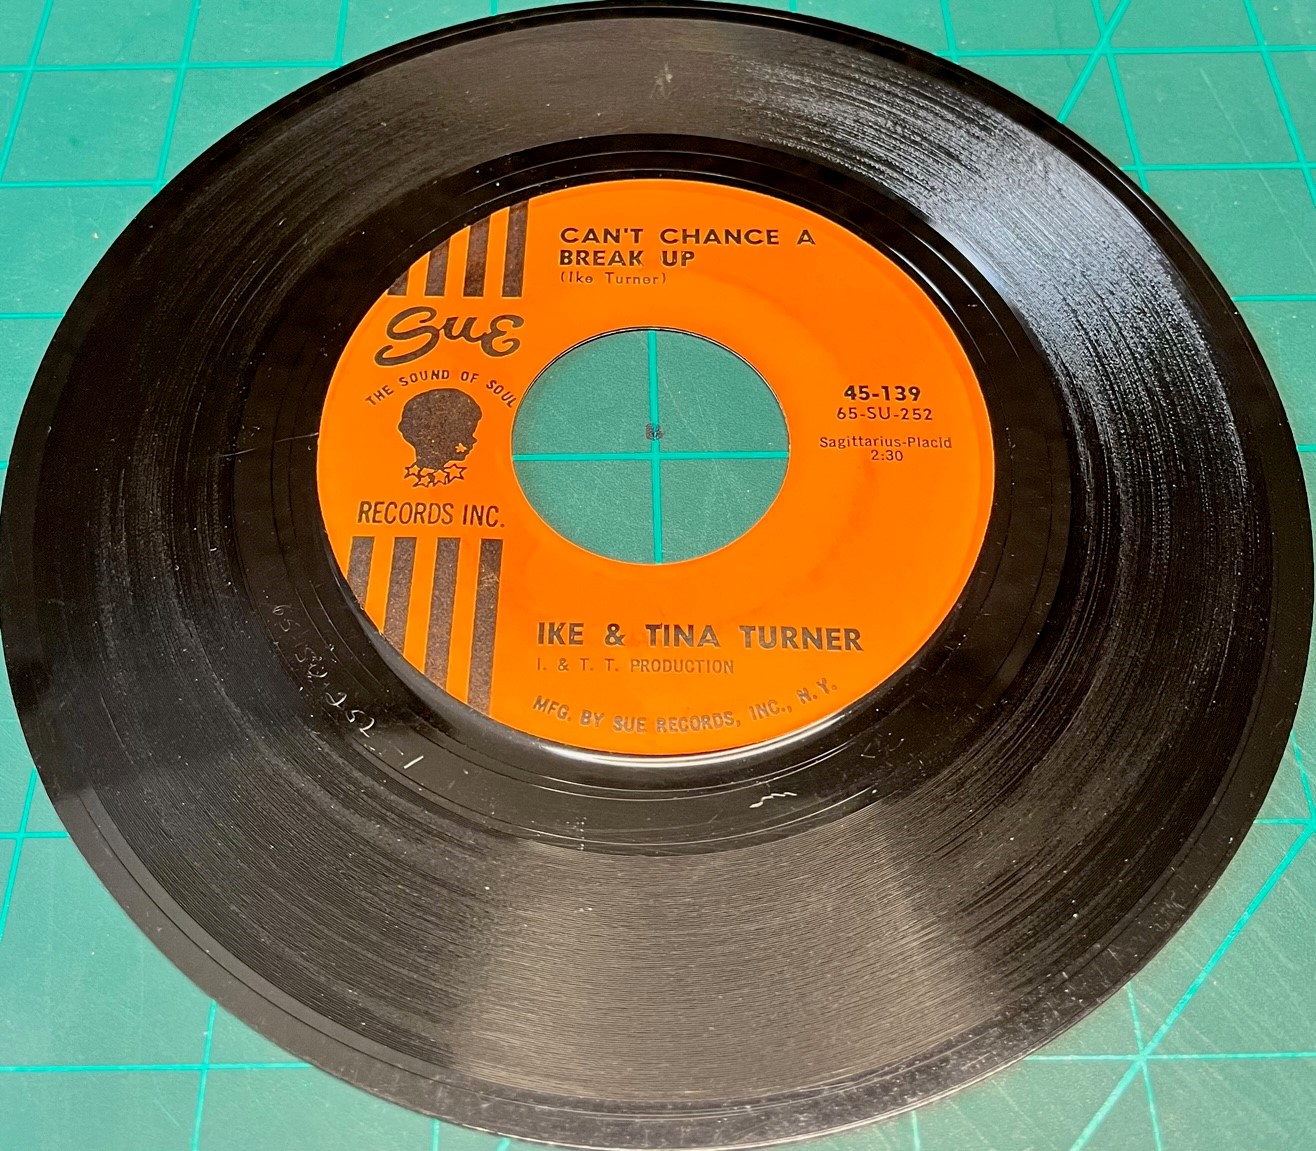 CAN'T CHANCE A
BREAK UP
(Ike Turner)
Sue
THE SOUND OF SOUL
RECORDS INC.
45-139
65-SU-252
Sagittarius-Placid
2:30
IKE & TINA TURNER
I. & T. T. PRODUCTION
MFG. BY SUE RECORDS, INC., N.Y.
65-SU-252